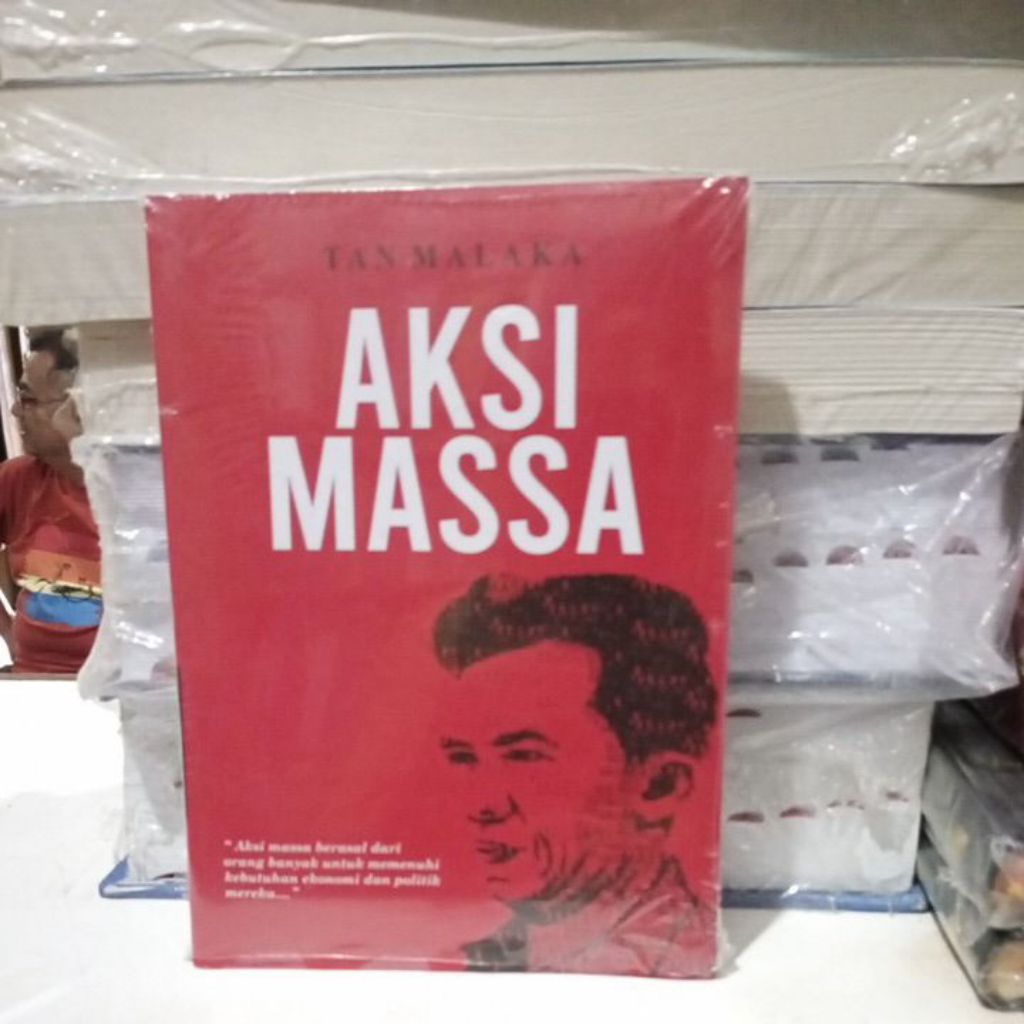 TAN MALAKA
AKSI
MASSA
" Aksi massa berasal dari
orang banyak untuk memenuhi
kebutuhan ekonomi dan politik
mereka...."